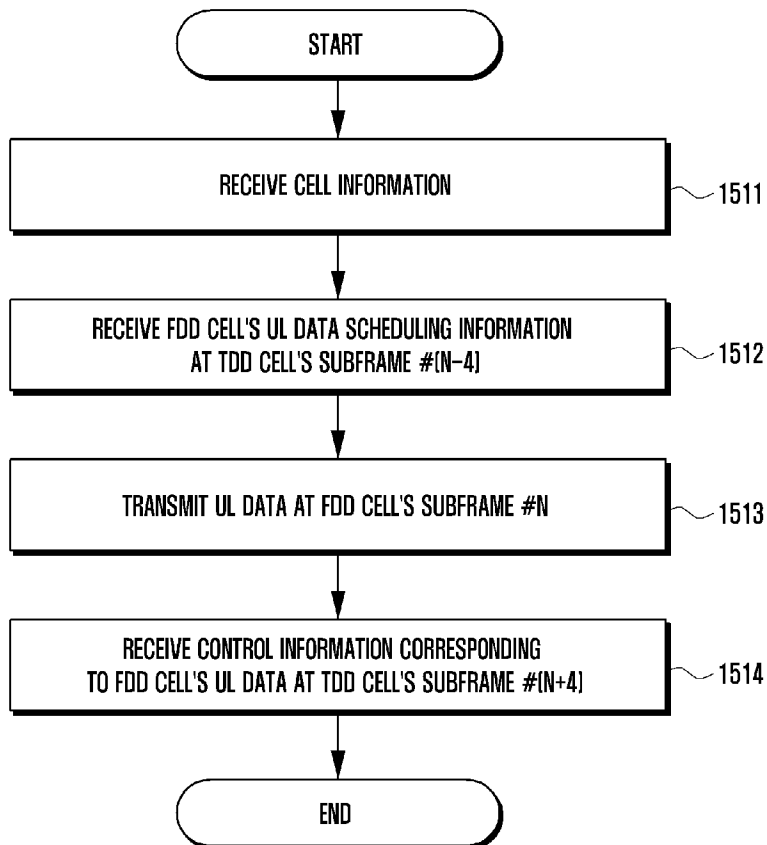 START
RECEIVE CELL INFORMATION
1511
RECEIVE FDD CELL'S UL DATA SCHEDULING INFORMATION
AT TDD CELL'S SUBFRAME #(N-4)
1512
TRANSMIT UL DATA AT FDD CELL'S SUBFRAME #N
1513
RECEIVE CONTROL INFORMATION CORRESPONDING
TO FDD CELL'S UL DATA AT TDD CELL'S SUBFRAME #(N+4)
1514
END